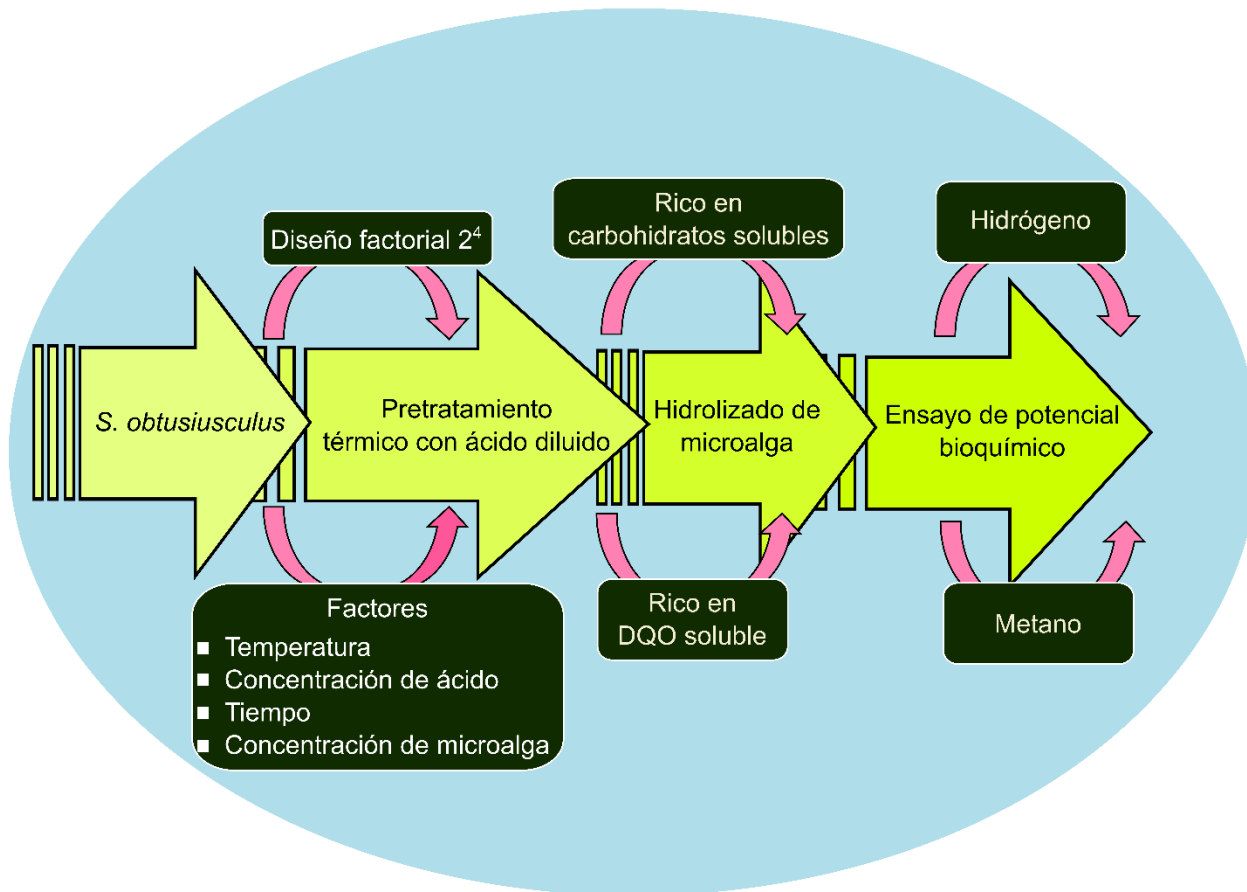 Diseño factorial 2⁴
Rico en
carbohidratos solubles
Hidrógeno
S. obtusiusculus
Pretratamiento
térmico con ácido diluido
Hidrolizado de
microalga
Ensayo de potencial
bioquímico
Factores
▪ Temperatura
▪ Concentración de ácido
▪ Tiempo
▪ Concentración de microalga
Rico en
DQO soluble
Metano